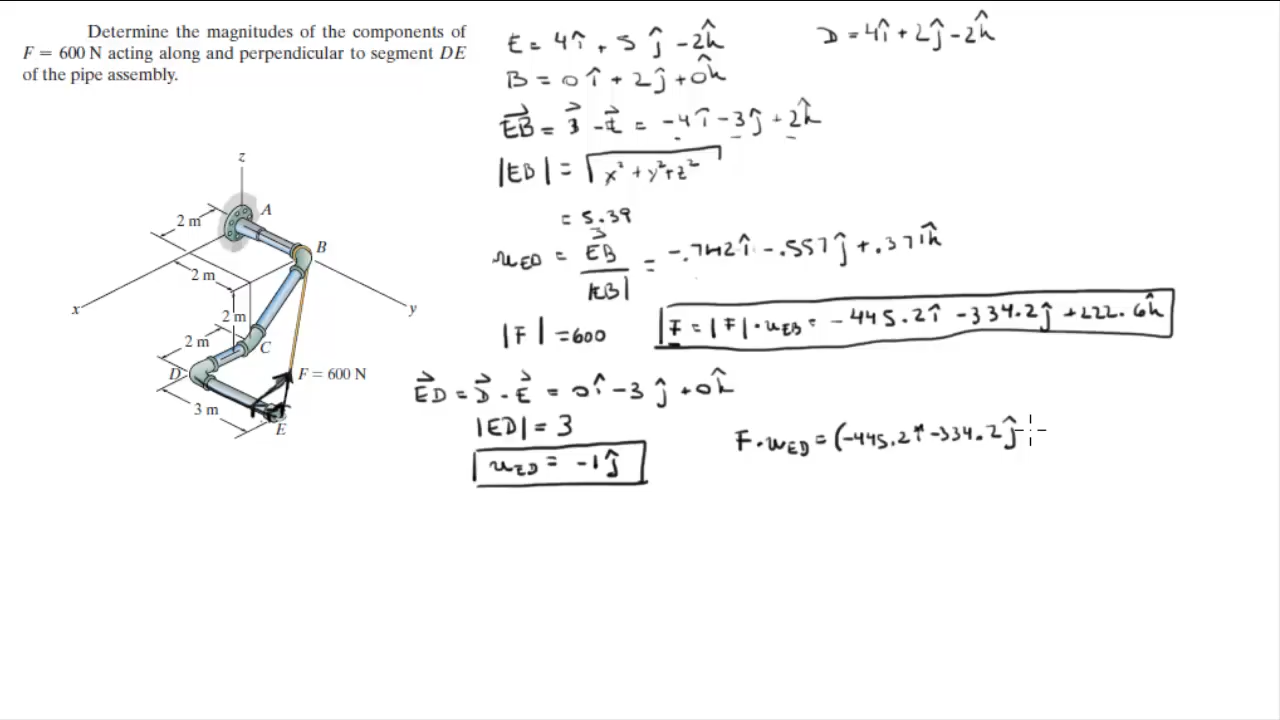 Determine the magnitudes of the components of
F = 600 N acting along and perpendicular to segment DE
of the pipe assembly.
E = 4î + 5ĵ - 2k̂
D = 4î + 2ĵ - 2k̂
B = 0î + 2ĵ + 0k̂
EB = B - E = -4î - 3ĵ + 2k̂
|EB| = √x² + y² + z²
= 5.39
u_ED = EB / |EB| = -.742î - .557ĵ + .371k̂
|F| = 600
F = |F| · u_EB = -445.2î - 334.2ĵ + 222.6k̂
ED = D - E = 0î - 3ĵ + 0k̂
|ED| = 3
u_ED = -1ĵ
F · u_ED = (-445.2î - 334.2ĵ
z
A
2 m
B
2 m
x
y
2 m
2 m
C
D
F = 600 N
3 m
E